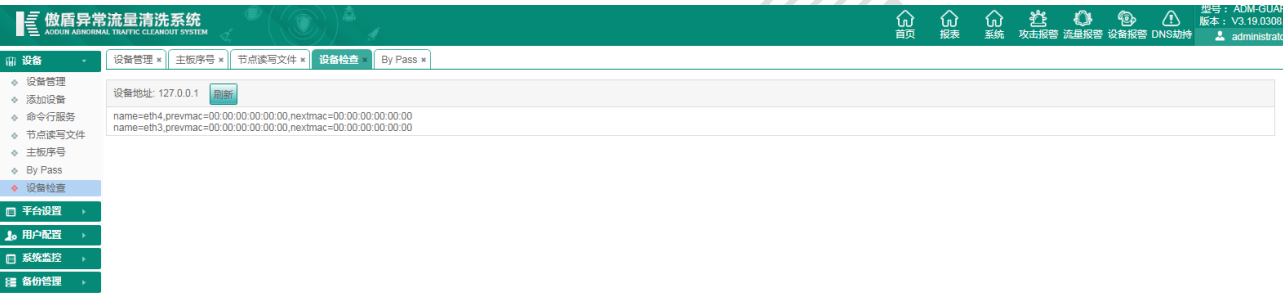 傲盾异常流量清洗系统
AODUN ABNORMAL TRAFFIC CLEANOUT SYSTEM
首页 报表 系统 攻击报警 流量报警 设备报警 DNS劫持
型号： ADM-GUAR
版本： V3.19.0308
administrato
设备
设备管理
添加设备
命令行服务
节点读写文件
主板序号
By Pass
设备检查
平台设置
用户配置
系统监控
备份管理
设备管理 × 主板序号 × 节点读写文件 × 设备检查 × By Pass ×
设备地址: 127.0.0.1 刷新
name=eth4,prevmac=00:00:00:00:00:00,nextmac=00:00:00:00:00:00
name=eth3,prevmac=00:00:00:00:00:00,nextmac=00:00:00:00:00:00